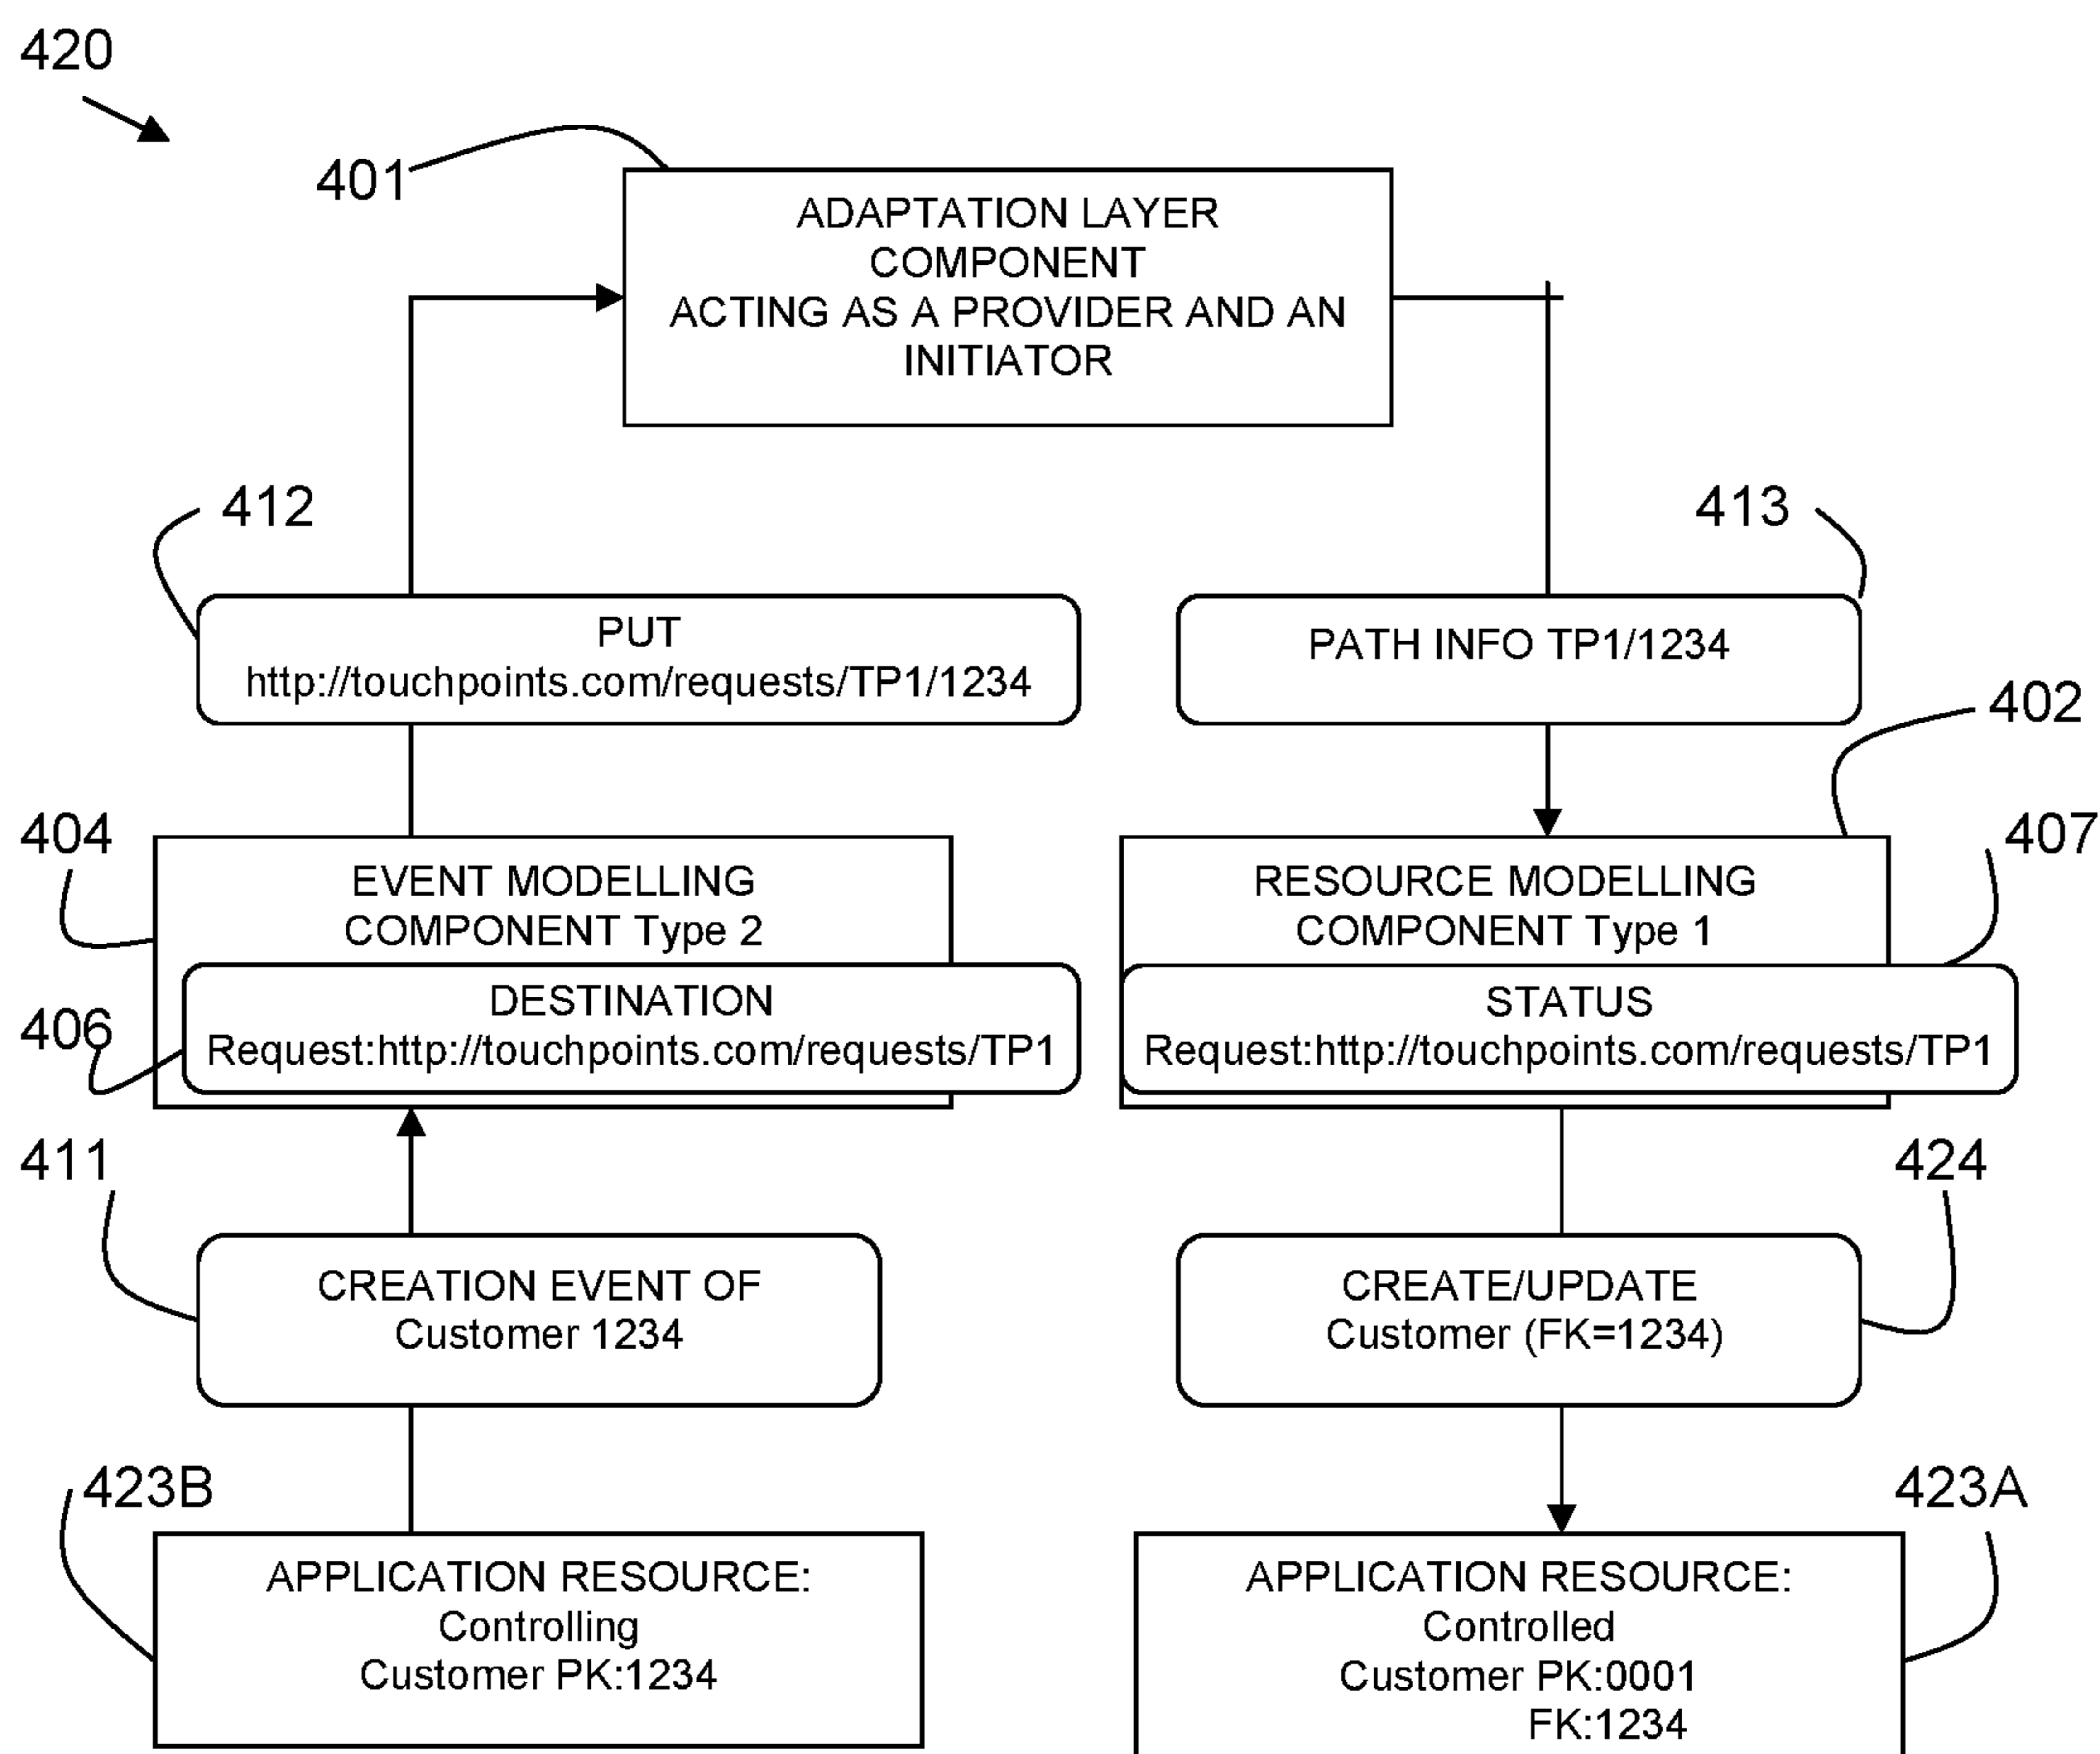 420
401
ADAPTATION LAYER
COMPONENT
ACTING AS A PROVIDER AND AN
INITIATOR
412
413
PUT
http://touchpoints.com/requests/TP1/1234
PATH INFO TP1/1234
402
404
407
EVENT MODELLING
COMPONENT Type 2
RESOURCE MODELLING
COMPONENT Type 1
406
DESTINATION
Request:http://touchpoints.com/requests/TP1
STATUS
Request:http://touchpoints.com/requests/TP1
411
424
CREATION EVENT OF
Customer 1234
CREATE/UPDATE
Customer (FK=1234)
423B
423A
APPLICATION RESOURCE:
Controlling
Customer PK:1234
APPLICATION RESOURCE:
Controlled
Customer PK:0001
FK:1234